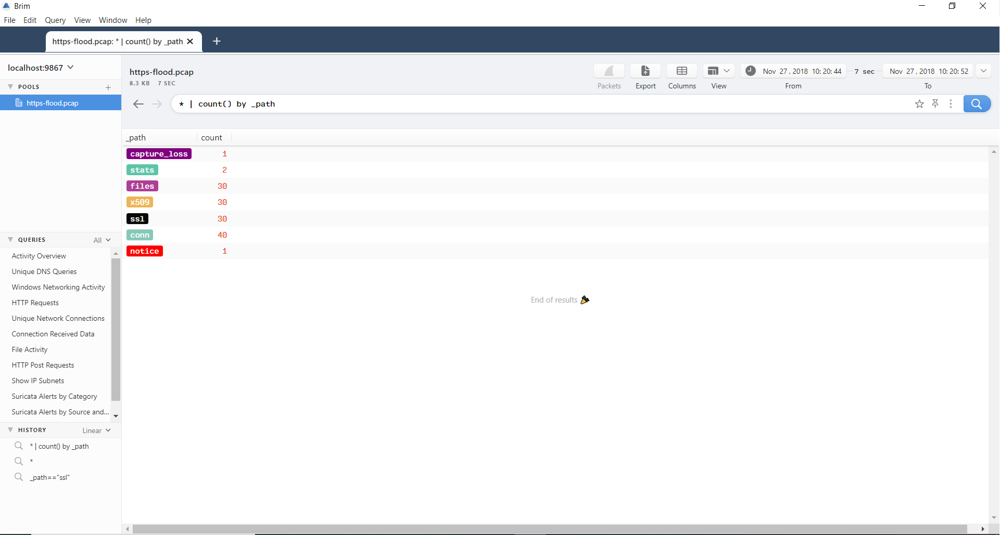 Brim
File Edit Query View Window Help
https-flood.pcap: * | count() by _path
localhost:9867
POOLS
https-flood.pcap
https-flood.pcap
8.3 KB 7 SEC
Packets
Export
Columns
View
Nov 27 , 2018 10: 20: 44
From
7 sec
Nov 27 , 2018 10: 20: 52
To
* | count() by _path
_path count
capture_loss 1
stats 2
files 30
x509 30
ssl 30
conn 40
notice 1
End of results
QUERIES All
Activity Overview
Unique DNS Queries
Windows Networking Activity
HTTP Requests
Unique Network Connections
Connection Received Data
File Activity
HTTP Post Requests
Show IP Subnets
Suricata Alerts by Category
Suricata Alerts by Source and...
HISTORY Linear
* | count() by _path
*
_path=="ssl"